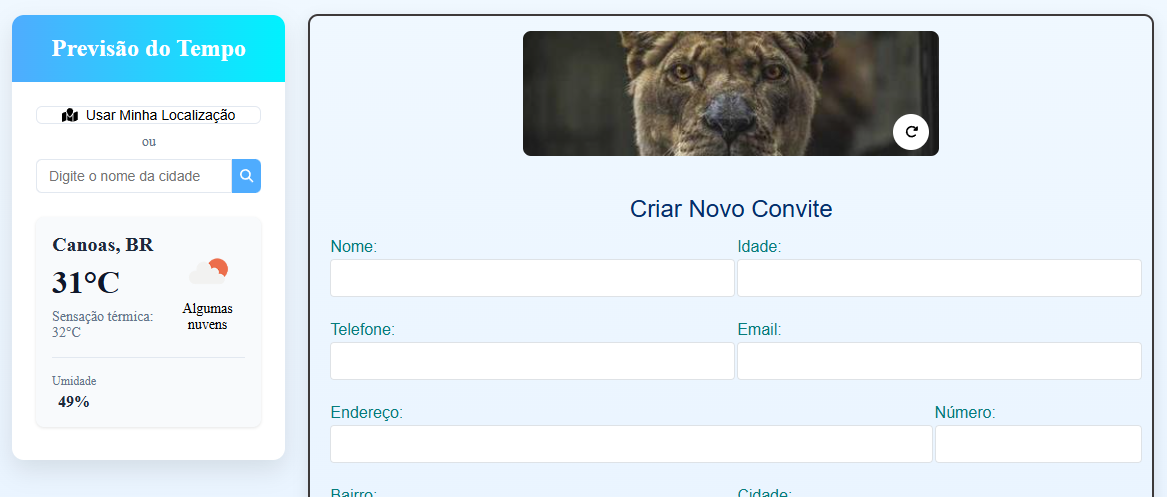 Previsão do Tempo
Usar Minha Localização
ou
Digite o nome da cidade
Canoas, BR
31°C
Sensação térmica:
32°C
Algumas
nuvens
Umidade
49%
Criar Novo Convite
Nome:
Idade:
Telefone:
Email:
Endereço:
Número:
Bairro:
Cidade: